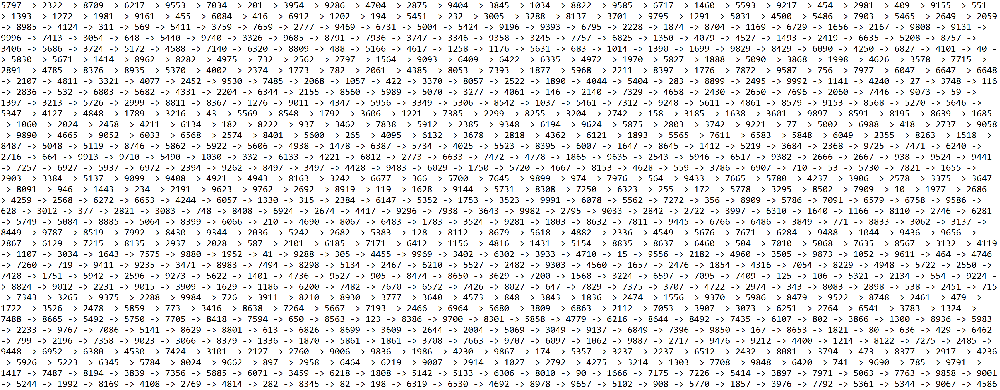 5797 -> 2322 -> 8709 -> 6217 -> 9553 -> 7034 -> 201 -> 3954 -> 9286 -> 4704 -> 2875 -> 9404 -> 3845 -> 1034 -> 8822 -> 9585 -> 6717 -> 1460 -> 5593 -> 9217 -> 454 -> 2981 -> 409 -> 9155 -> 551 -
> 1393 -> 1272 -> 1981 -> 9161 -> 455 -> 6084 -> 416 -> 6912 -> 1202 -> 194 -> 5451 -> 232 -> 3005 -> 3288 -> 8137 -> 3701 -> 9795 -> 1291 -> 5031 -> 4500 -> 5486 -> 7903 -> 5465 -> 2649 -> 2059
-> 8985 -> 4124 -> 311 -> 569 -> 5411 -> 3759 -> 7659 -> 2777 -> 9469 -> 6731 -> 5004 -> 5424 -> 9196 -> 9393 -> 6795 -> 2228 -> 1874 -> 8704 -> 1169 -> 6729 -> 1656 -> 2167 -> 9808 -> 9131 ->
9996 -> 7413 -> 3054 -> 648 -> 5440 -> 9740 -> 3326 -> 9685 -> 8791 -> 7936 -> 3747 -> 3346 -> 9358 -> 3245 -> 7757 -> 6825 -> 1350 -> 4079 -> 4527 -> 1493 -> 2419 -> 6635 -> 5208 -> 8757 ->
3406 -> 5686 -> 3724 -> 5172 -> 4588 -> 7140 -> 6320 -> 8809 -> 488 -> 5166 -> 4617 -> 1258 -> 1176 -> 5631 -> 683 -> 1014 -> 1390 -> 1699 -> 9829 -> 8429 -> 6090 -> 4250 -> 6827 -> 4101 -> 40 -
> 5830 -> 5671 -> 1414 -> 8962 -> 8282 -> 4975 -> 732 -> 2562 -> 2797 -> 1564 -> 9093 -> 6409 -> 6422 -> 6335 -> 4972 -> 1970 -> 5827 -> 1888 -> 5090 -> 3868 -> 1998 -> 4626 -> 3578 -> 7715 ->
2891 -> 4785 -> 8376 -> 8935 -> 5370 -> 4002 -> 2374 -> 1773 -> 782 -> 2061 -> 4385 -> 8053 -> 7393 -> 1877 -> 5968 -> 2211 -> 8397 -> 1776 -> 7872 -> 9587 -> 756 -> 7977 -> 6047 -> 6647 -> 6648
-> 2107 -> 4811 -> 3321 -> 4077 -> 2452 -> 9530 -> 7485 -> 2068 -> 1057 -> 422 -> 3370 -> 8057 -> 2522 -> 1890 -> 4044 -> 5404 -> 283 -> 8899 -> 2495 -> 9992 -> 1141 -> 4240 -> 27 -> 3748 -> 116
-> 2836 -> 532 -> 6803 -> 5682 -> 4331 -> 2204 -> 6344 -> 2155 -> 8560 -> 5989 -> 5070 -> 3277 -> 4061 -> 146 -> 2140 -> 7329 -> 4658 -> 2430 -> 2650 -> 7696 -> 2060 -> 7446 -> 9073 -> 59 ->
1397 -> 3213 -> 5726 -> 2999 -> 8811 -> 8367 -> 1276 -> 9011 -> 4347 -> 5956 -> 3349 -> 5306 -> 8542 -> 1037 -> 5461 -> 7312 -> 9248 -> 5611 -> 4861 -> 8579 -> 9153 -> 8568 -> 5270 -> 5646 ->
5347 -> 4127 -> 4848 -> 1789 -> 3216 -> 43 -> 5569 -> 8548 -> 1792 -> 3606 -> 1221 -> 7385 -> 2299 -> 8255 -> 3204 -> 2742 -> 158 -> 3185 -> 1638 -> 3601 -> 9897 -> 8591 -> 8195 -> 8639 -> 1685
-> 1060 -> 2024 -> 2458 -> 4211 -> 6134 -> 182 -> 8222 -> 937 -> 3462 -> 7838 -> 5912 -> 2385 -> 9348 -> 6194 -> 9624 -> 5875 -> 2803 -> 3742 -> 9221 -> 77 -> 5002 -> 6988 -> 418 -> 2737 -> 9058
-> 9890 -> 4665 -> 9052 -> 6033 -> 6568 -> 2574 -> 8401 -> 5600 -> 265 -> 4095 -> 6132 -> 3678 -> 2818 -> 4362 -> 6121 -> 1893 -> 5565 -> 7611 -> 6583 -> 5848 -> 6049 -> 2355 -> 8263 -> 1518 ->
8487 -> 5048 -> 5119 -> 8746 -> 5862 -> 5922 -> 5606 -> 4938 -> 1478 -> 6387 -> 5734 -> 4025 -> 5523 -> 8395 -> 6007 -> 1647 -> 8645 -> 1412 -> 5219 -> 3684 -> 2368 -> 9725 -> 7471 -> 6240 ->
2716 -> 664 -> 9913 -> 9710 -> 5490 -> 1030 -> 332 -> 6133 -> 4221 -> 6812 -> 2773 -> 6633 -> 7472 -> 4778 -> 1865 -> 9635 -> 2543 -> 5946 -> 6517 -> 9382 -> 2666 -> 2667 -> 938 -> 9524 -> 9441
-> 7257 -> 6927 -> 5937 -> 6972 -> 2394 -> 9262 -> 8497 -> 3497 -> 4428 -> 9483 -> 6029 -> 1750 -> 5720 -> 4667 -> 8153 -> 4628 -> 559 -> 3786 -> 6907 -> 710 -> 53 -> 5730 -> 7821 -> 1655 ->
2903 -> 3384 -> 5137 -> 9099 -> 9408 -> 4921 -> 4943 -> 8163 -> 3242 -> 6677 -> 366 -> 5700 -> 7645 -> 9899 -> 974 -> 7976 -> 564 -> 9433 -> 7665 -> 5780 -> 4237 -> 3906 -> 2578 -> 3375 -> 3647
-> 8091 -> 946 -> 1443 -> 234 -> 2191 -> 9623 -> 9762 -> 2692 -> 8919 -> 119 -> 1628 -> 9144 -> 5731 -> 8308 -> 7250 -> 6323 -> 255 -> 172 -> 5778 -> 3295 -> 8502 -> 7909 -> 10 -> 1977 -> 2686 -
> 4259 -> 2568 -> 6272 -> 6653 -> 4244 -> 6057 -> 1330 -> 315 -> 2384 -> 6147 -> 5352 -> 1753 -> 3523 -> 9991 -> 6078 -> 5562 -> 7272 -> 356 -> 8909 -> 5786 -> 7091 -> 6579 -> 6758 -> 9586 ->
628 -> 3012 -> 377 -> 2821 -> 3083 -> 748 -> 8408 -> 6924 -> 2674 -> 4417 -> 9296 -> 7938 -> 3643 -> 9982 -> 2795 -> 9033 -> 2842 -> 2722 -> 3997 -> 6310 -> 1640 -> 1166 -> 8110 -> 2746 -> 6281
-> 5749 -> 5084 -> 8885 -> 5064 -> 8399 -> 6066 -> 210 -> 4690 -> 8067 -> 6483 -> 1783 -> 3524 -> 9281 -> 1803 -> 8632 -> 7811 -> 9445 -> 6766 -> 6486 -> 3849 -> 771 -> 8833 -> 3062 -> 3137 ->
8449 -> 9787 -> 8519 -> 7992 -> 8430 -> 9344 -> 2036 -> 5242 -> 2682 -> 5383 -> 128 -> 8112 -> 8679 -> 5618 -> 4882 -> 2336 -> 4549 -> 5676 -> 7671 -> 6284 -> 9488 -> 1044 -> 9436 -> 9656 ->
2867 -> 6129 -> 7215 -> 8135 -> 2937 -> 2028 -> 587 -> 2101 -> 6185 -> 7171 -> 6412 -> 1156 -> 4816 -> 1431 -> 5154 -> 8835 -> 8637 -> 6460 -> 504 -> 7010 -> 5068 -> 7635 -> 8567 -> 3132 -> 4119
-> 1107 -> 3034 -> 1643 -> 7575 -> 9880 -> 1952 -> 41 -> 9288 -> 305 -> 4455 -> 9969 -> 3402 -> 6302 -> 3933 -> 4710 -> 15 -> 9556 -> 2182 -> 4960 -> 3505 -> 9873 -> 1052 -> 9611 -> 464 -> 4746
-> 7260 -> 719 -> 9411 -> 9235 -> 3471 -> 8983 -> 7494 -> 8298 -> 5134 -> 2467 -> 6210 -> 5527 -> 2482 -> 9303 -> 4560 -> 1657 -> 2476 -> 1854 -> 4316 -> 7054 -> 8229 -> 4948 -> 5722 -> 2550 ->
7428 -> 1751 -> 5942 -> 2596 -> 9273 -> 5622 -> 1401 -> 4736 -> 9527 -> 905 -> 8474 -> 8650 -> 3629 -> 7200 -> 1568 -> 3224 -> 6597 -> 7095 -> 7409 -> 125 -> 106 -> 5321 -> 2134 -> 554 -> 9224 -
> 8824 -> 9012 -> 2231 -> 9015 -> 3909 -> 1629 -> 1186 -> 6200 -> 7482 -> 7670 -> 6572 -> 7426 -> 8027 -> 647 -> 7829 -> 7375 -> 3707 -> 4722 -> 2974 -> 343 -> 8083 -> 2898 -> 538 -> 2451 -> 715
-> 7343 -> 3265 -> 9375 -> 2288 -> 9984 -> 726 -> 3911 -> 8210 -> 8930 -> 3777 -> 3640 -> 4573 -> 848 -> 3843 -> 1836 -> 2474 -> 1556 -> 9370 -> 5986 -> 8479 -> 9522 -> 8748 -> 2461 -> 479 ->
1722 -> 3526 -> 2478 -> 5859 -> 773 -> 3416 -> 8638 -> 7264 -> 5667 -> 7193 -> 2466 -> 6964 -> 5680 -> 3809 -> 6863 -> 2112 -> 7053 -> 3907 -> 3073 -> 6251 -> 2764 -> 6541 -> 3783 -> 1324 ->
7488 -> 8665 -> 5492 -> 5750 -> 7705 -> 8418 -> 7594 -> 650 -> 8563 -> 123 -> 8386 -> 9700 -> 8301 -> 5858 -> 4779 -> 6216 -> 8644 -> 8492 -> 7435 -> 6107 -> 802 -> 3866 -> 1300 -> 8936 -> 5983
-> 2233 -> 9767 -> 7086 -> 5141 -> 8629 -> 8801 -> 613 -> 6826 -> 8699 -> 3609 -> 2644 -> 2004 -> 5069 -> 3049 -> 9137 -> 6849 -> 7396 -> 9850 -> 167 -> 8653 -> 1821 -> 80 -> 636 -> 429 -> 6462
-> 799 -> 2196 -> 7358 -> 9023 -> 3066 -> 8379 -> 1336 -> 1870 -> 5861 -> 1861 -> 3708 -> 7663 -> 9707 -> 6097 -> 1062 -> 9887 -> 2717 -> 9476 -> 9212 -> 4400 -> 1214 -> 8122 -> 7275 -> 2485 ->
9448 -> 6952 -> 6380 -> 4530 -> 7424 -> 3101 -> 2127 -> 2760 -> 9006 -> 9836 -> 1986 -> 4230 -> 9867 -> 174 -> 5357 -> 3237 -> 2237 -> 6512 -> 2432 -> 8081 -> 3794 -> 473 -> 8377 -> 2917 -> 4236
-> 5926 -> 5223 -> 6345 -> 5784 -> 8024 -> 9662 -> 897 -> 2958 -> 6464 -> 6219 -> 9007 -> 2914 -> 1027 -> 2792 -> 4275 -> 3214 -> 1303 -> 7708 -> 9848 -> 6420 -> 741 -> 9690 -> 785 -> 9791 ->
1417 -> 7487 -> 8194 -> 3839 -> 7356 -> 5885 -> 6071 -> 3459 -> 6218 -> 1808 -> 5142 -> 5133 -> 6306 -> 8010 -> 90 -> 1666 -> 7175 -> 7226 -> 5414 -> 3897 -> 7971 -> 5063 -> 7763 -> 9858 -> 9001
-> 5244 -> 1992 -> 8169 -> 4108 -> 2769 -> 4814 -> 282 -> 8345 -> 82 -> 198 -> 6319 -> 6530 -> 4692 -> 8978 -> 9657 -> 5102 -> 908 -> 5770 -> 1857 -> 3976 -> 7792 -> 5361 -> 5344 -> 9067 -> 4586